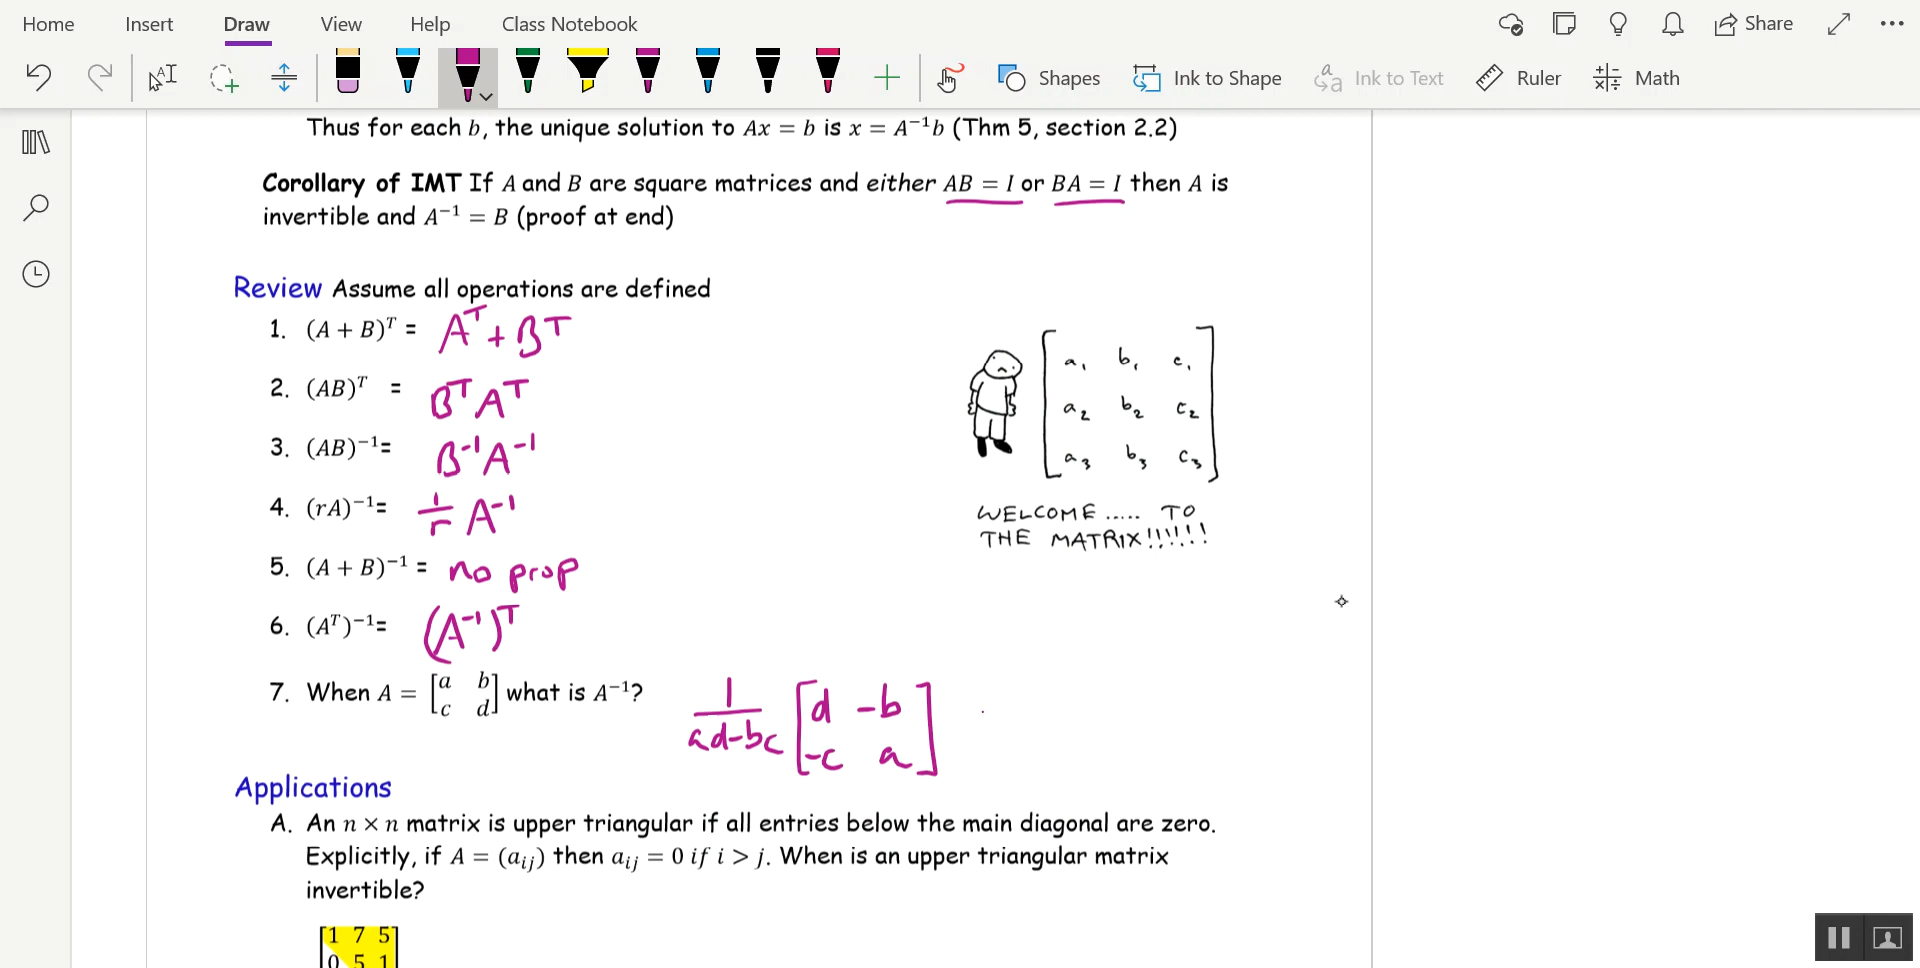 Home Insert Draw View Help Class Notebook Share
Shapes Ink to Shape Ink to Text Ruler Math
Thus for each b, the unique solution to Ax = b is x = A⁻¹b (Thm 5, section 2.2)
Corollary of IMT If A and B are square matrices and either AB = I or BA = I then A is
invertible and A⁻¹ = B (proof at end)
Review Assume all operations are defined
1. (A + B)ᵀ = Aᵀ + Bᵀ
2. (AB)ᵀ = BᵀAᵀ
3. (AB)⁻¹= B⁻¹A⁻¹
4. (rA)⁻¹= 1/r A⁻¹
5. (A + B)⁻¹ = no prop
6. (Aᵀ)⁻¹= (A⁻¹)ᵀ
a₁ b₁ c₁
a₂ b₂ c₂
a₃ b₃ c₃
WELCOME ..... TO
THE MATRIX!!!!!!
7. When A = [a b; c d] what is A⁻¹? 1/(ad-bc) [d -b; -c a]
Applications
A. An n × n matrix is upper triangular if all entries below the main diagonal are zero.
Explicitly, if A = (aᵢⱼ) then aᵢⱼ = 0 if i > j. When is an upper triangular matrix
invertible?
1 7 5
0 5 1